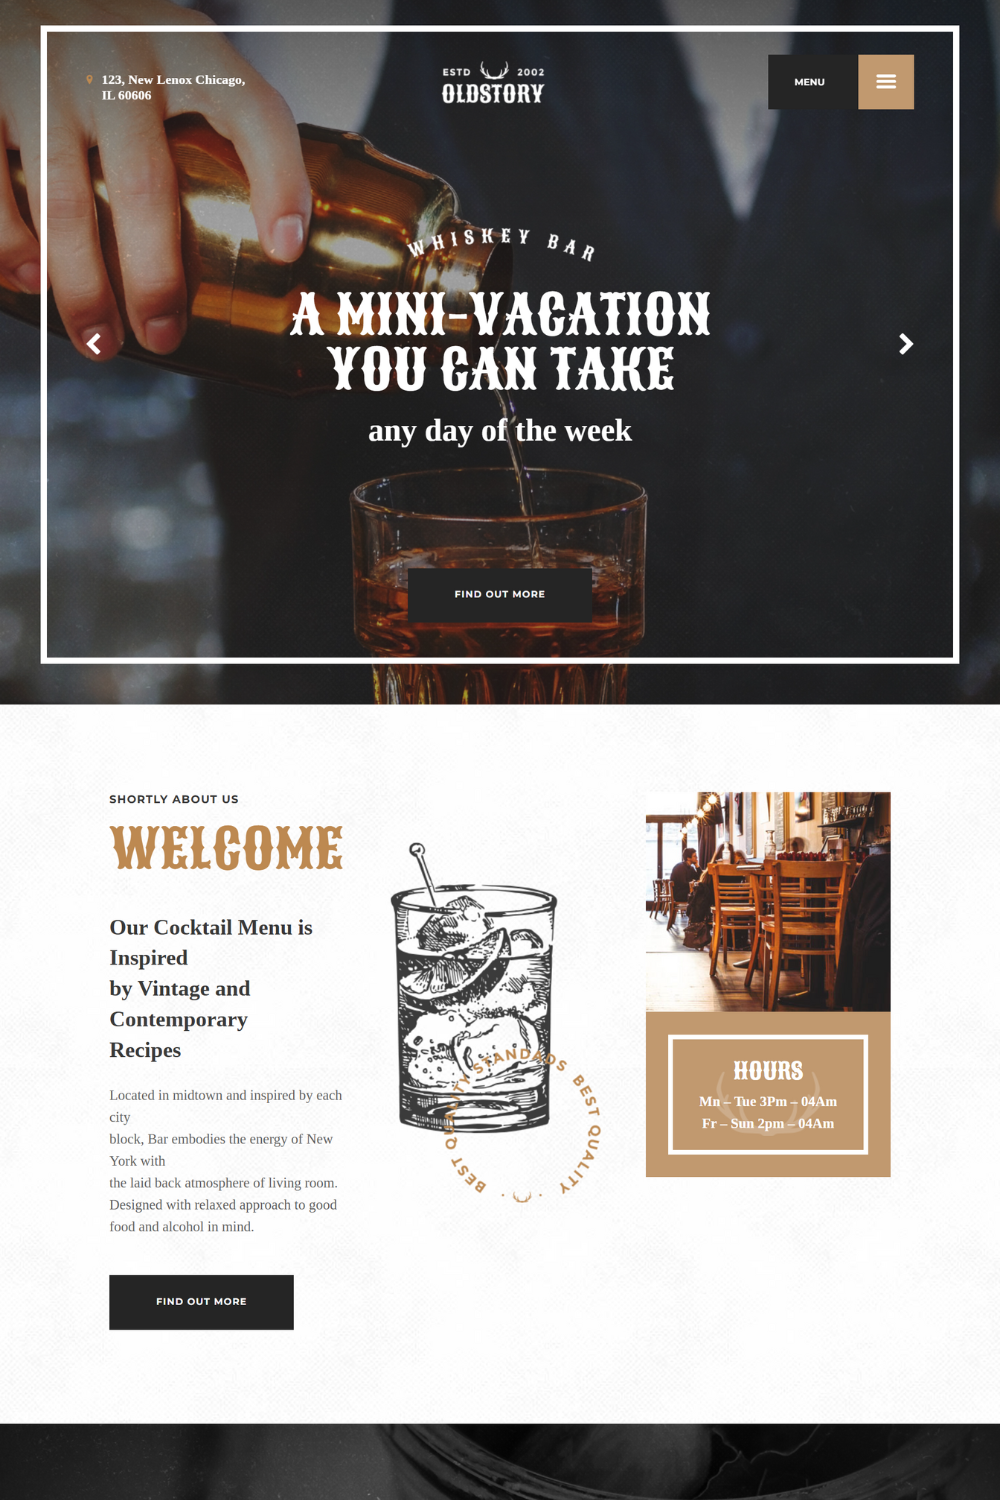 123, New Lenox Chicago,
IL 60606
ESTD 2002
OLDSTORY
MENU
WHISKEY BAR
A MINI-VACATION
YOU CAN TAKE
any day of the week
FIND OUT MORE
SHORTLY ABOUT US
WELCOME
Our Cocktail Menu is
Inspired
by Vintage and
Contemporary
Recipes
Located in midtown and inspired by each
city
block, Bar embodies the energy of New
York with
the laid back atmosphere of living room.
Designed with relaxed approach to good
food and alcohol in mind.
FIND OUT MORE
BEST QUALITY STANDADS BEST QUALITY
HOURS
Mn – Tue 3Pm – 04Am
Fr – Sun 2pm – 04Am